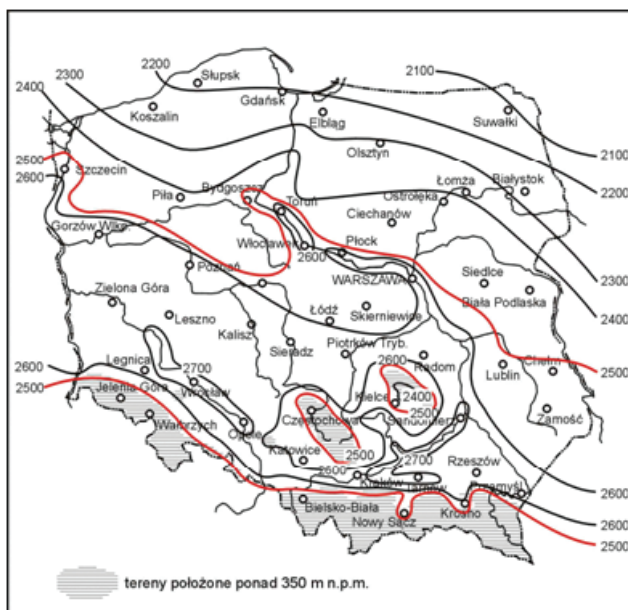 2200
Słupsk
2300
2400
2100
Gdańsk
Koszalin
Suwałki
Elbląg
Olsztyn
2100
2500
Szczecin
2600
Łomża
Białystok
2200
Piła
Bydgoszcz
Toruń
Ostrołęka
Ciechanów
Gorzów Wlkp.
Włocławek
2600
Płock
Poznań
WARSZAWA
Siedlce
2300
Biała Podlaska
Zielona Góra
Leszno
Łódź
Skierniewice
2400
Kalisz
Sieradz
Piotrków Tryb.
Legnica
2600
Radom
2600
2700
Lublin
Chełm
2500
2500
Jelenia Góra
Wrocław
Kielce
2400
2500
Wałbrzych
Częstochowa
Sandomierz
Zamość
Opole
Katowice
2500
2600
2700
Rzeszów
Kraków
Tarnów
Przemyśl
2600
Bielsko-Biała
Nowy Sącz
Krosno
2600
2500
tereny położone ponad 350 m n.p.m.